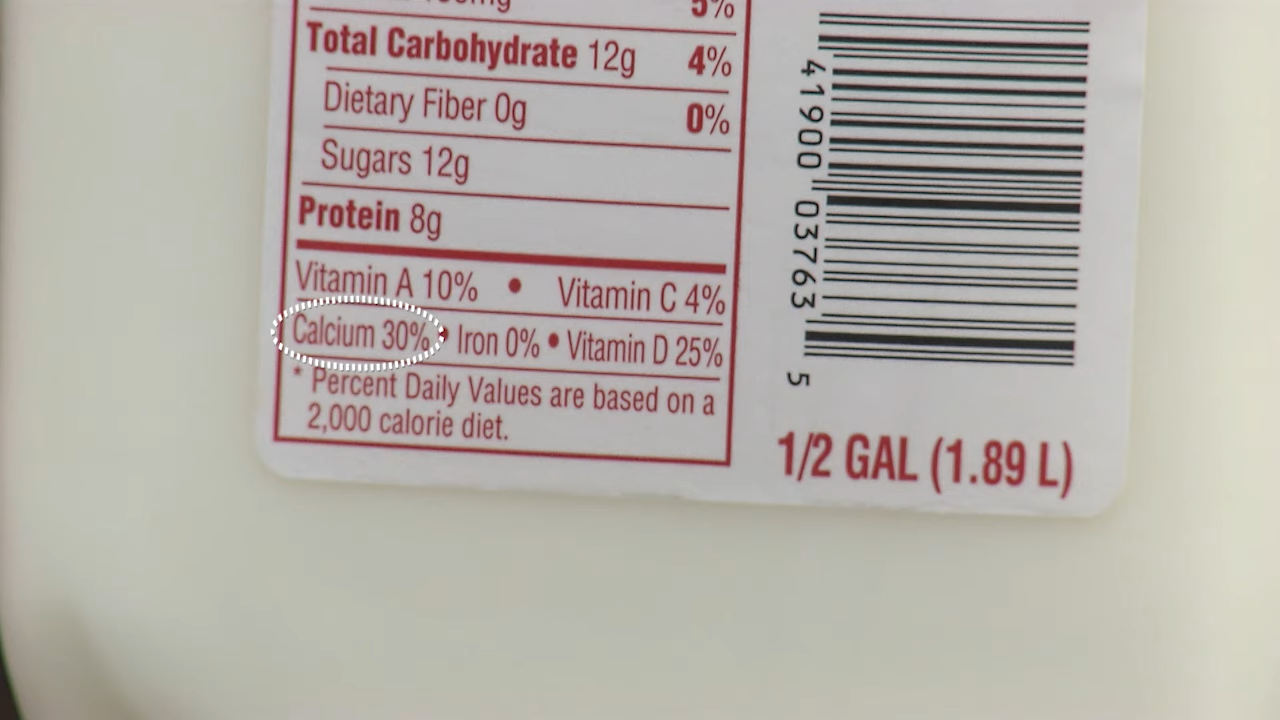 5%
Total Carbohydrate 12g 4%
Dietary Fiber 0g 0%
Sugars 12g
Protein 8g
Vitamin A 10% • Vitamin C 4%
Calcium 30% • Iron 0% • Vitamin D 25%
* Percent Daily Values are based on a
2,000 calorie diet.
41900 03763 5
1/2 GAL (1.89 L)